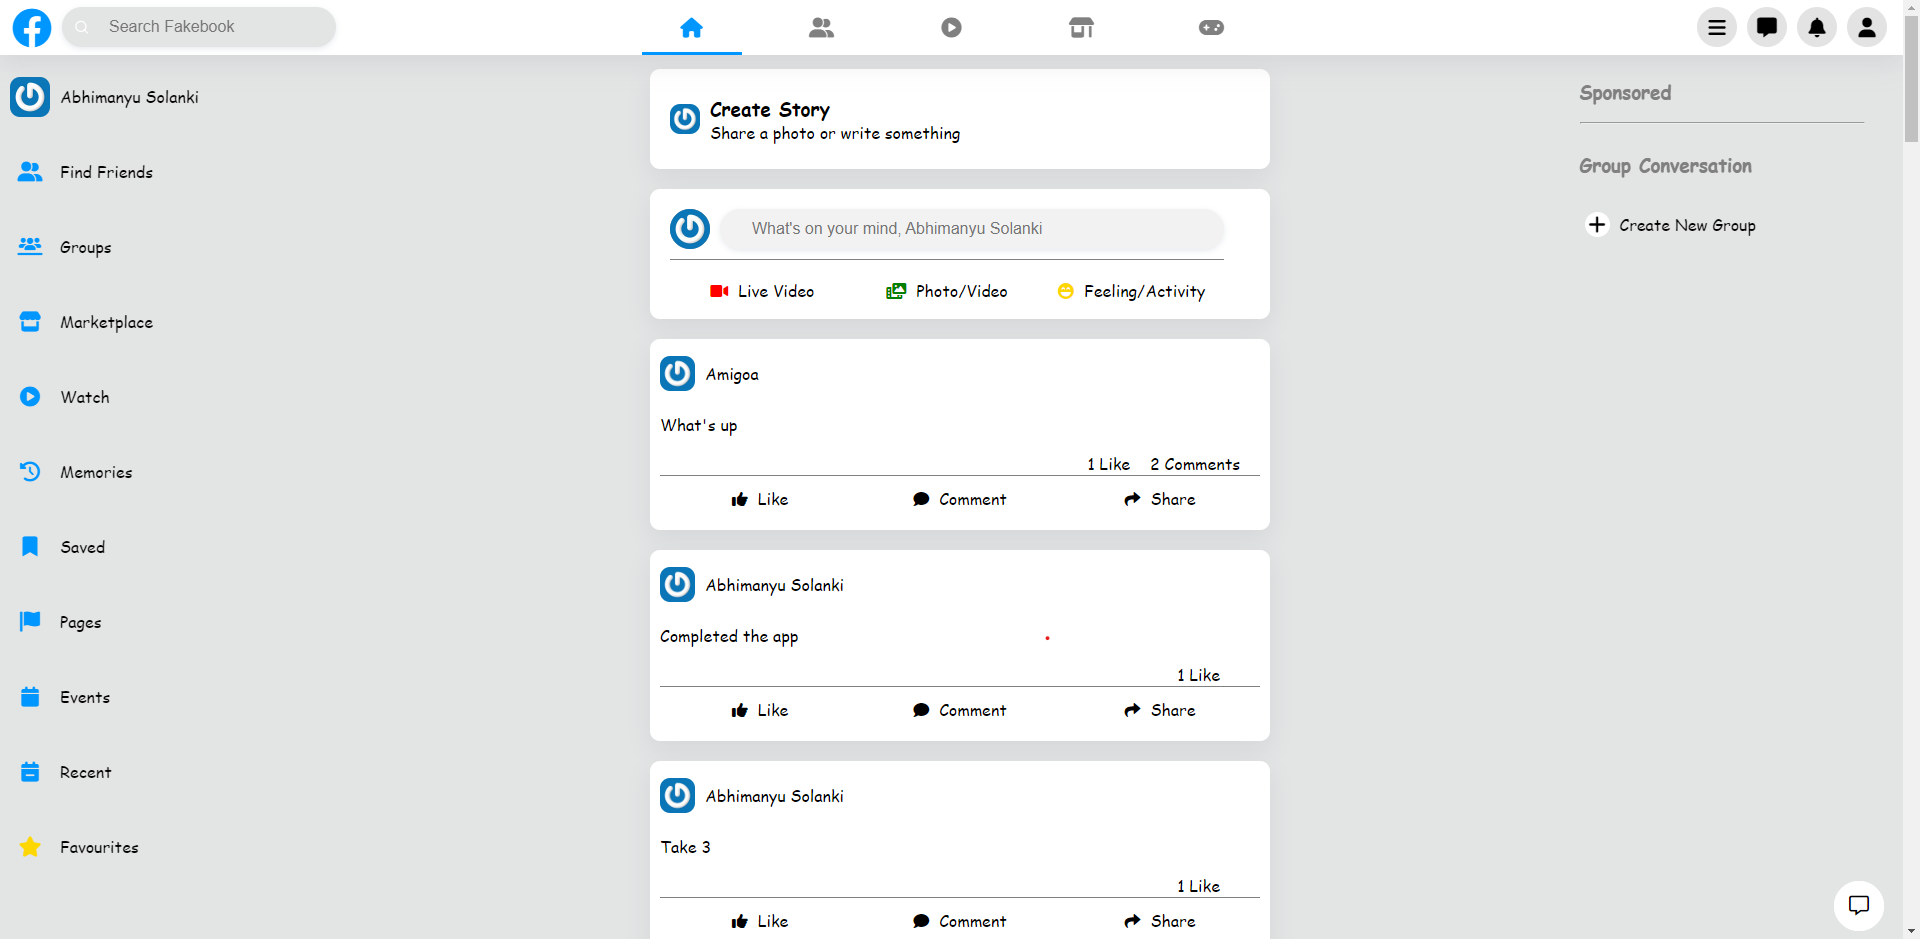 Search Fakebook
Abhimanyu Solanki
Find Friends
Groups
Marketplace
Watch
Memories
Saved
Pages
Events
Recent
Favourites
Create Story
Share a photo or write something
What's on your mind, Abhimanyu Solanki
Live Video Photo/Video Feeling/Activity
Amigoa
What's up
1 Like 2 Comments
Like Comment Share
Abhimanyu Solanki
Completed the app
1 Like
Like Comment Share
Abhimanyu Solanki
Take 3
1 Like
Like Comment Share
Sponsored
Group Conversation
Create New Group